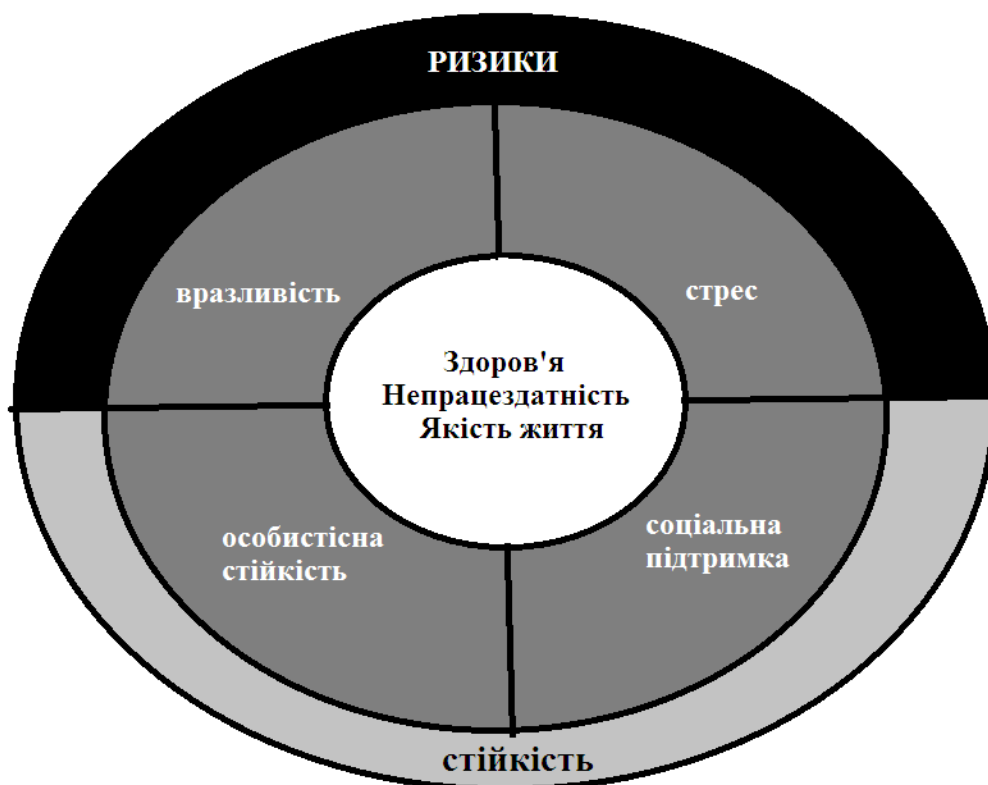 РИЗИКИ
вразливість
стрес
Здоров'я
Непрацездатність
Якість життя
особистісна
стійкість
соціальна
підтримка
стійкість